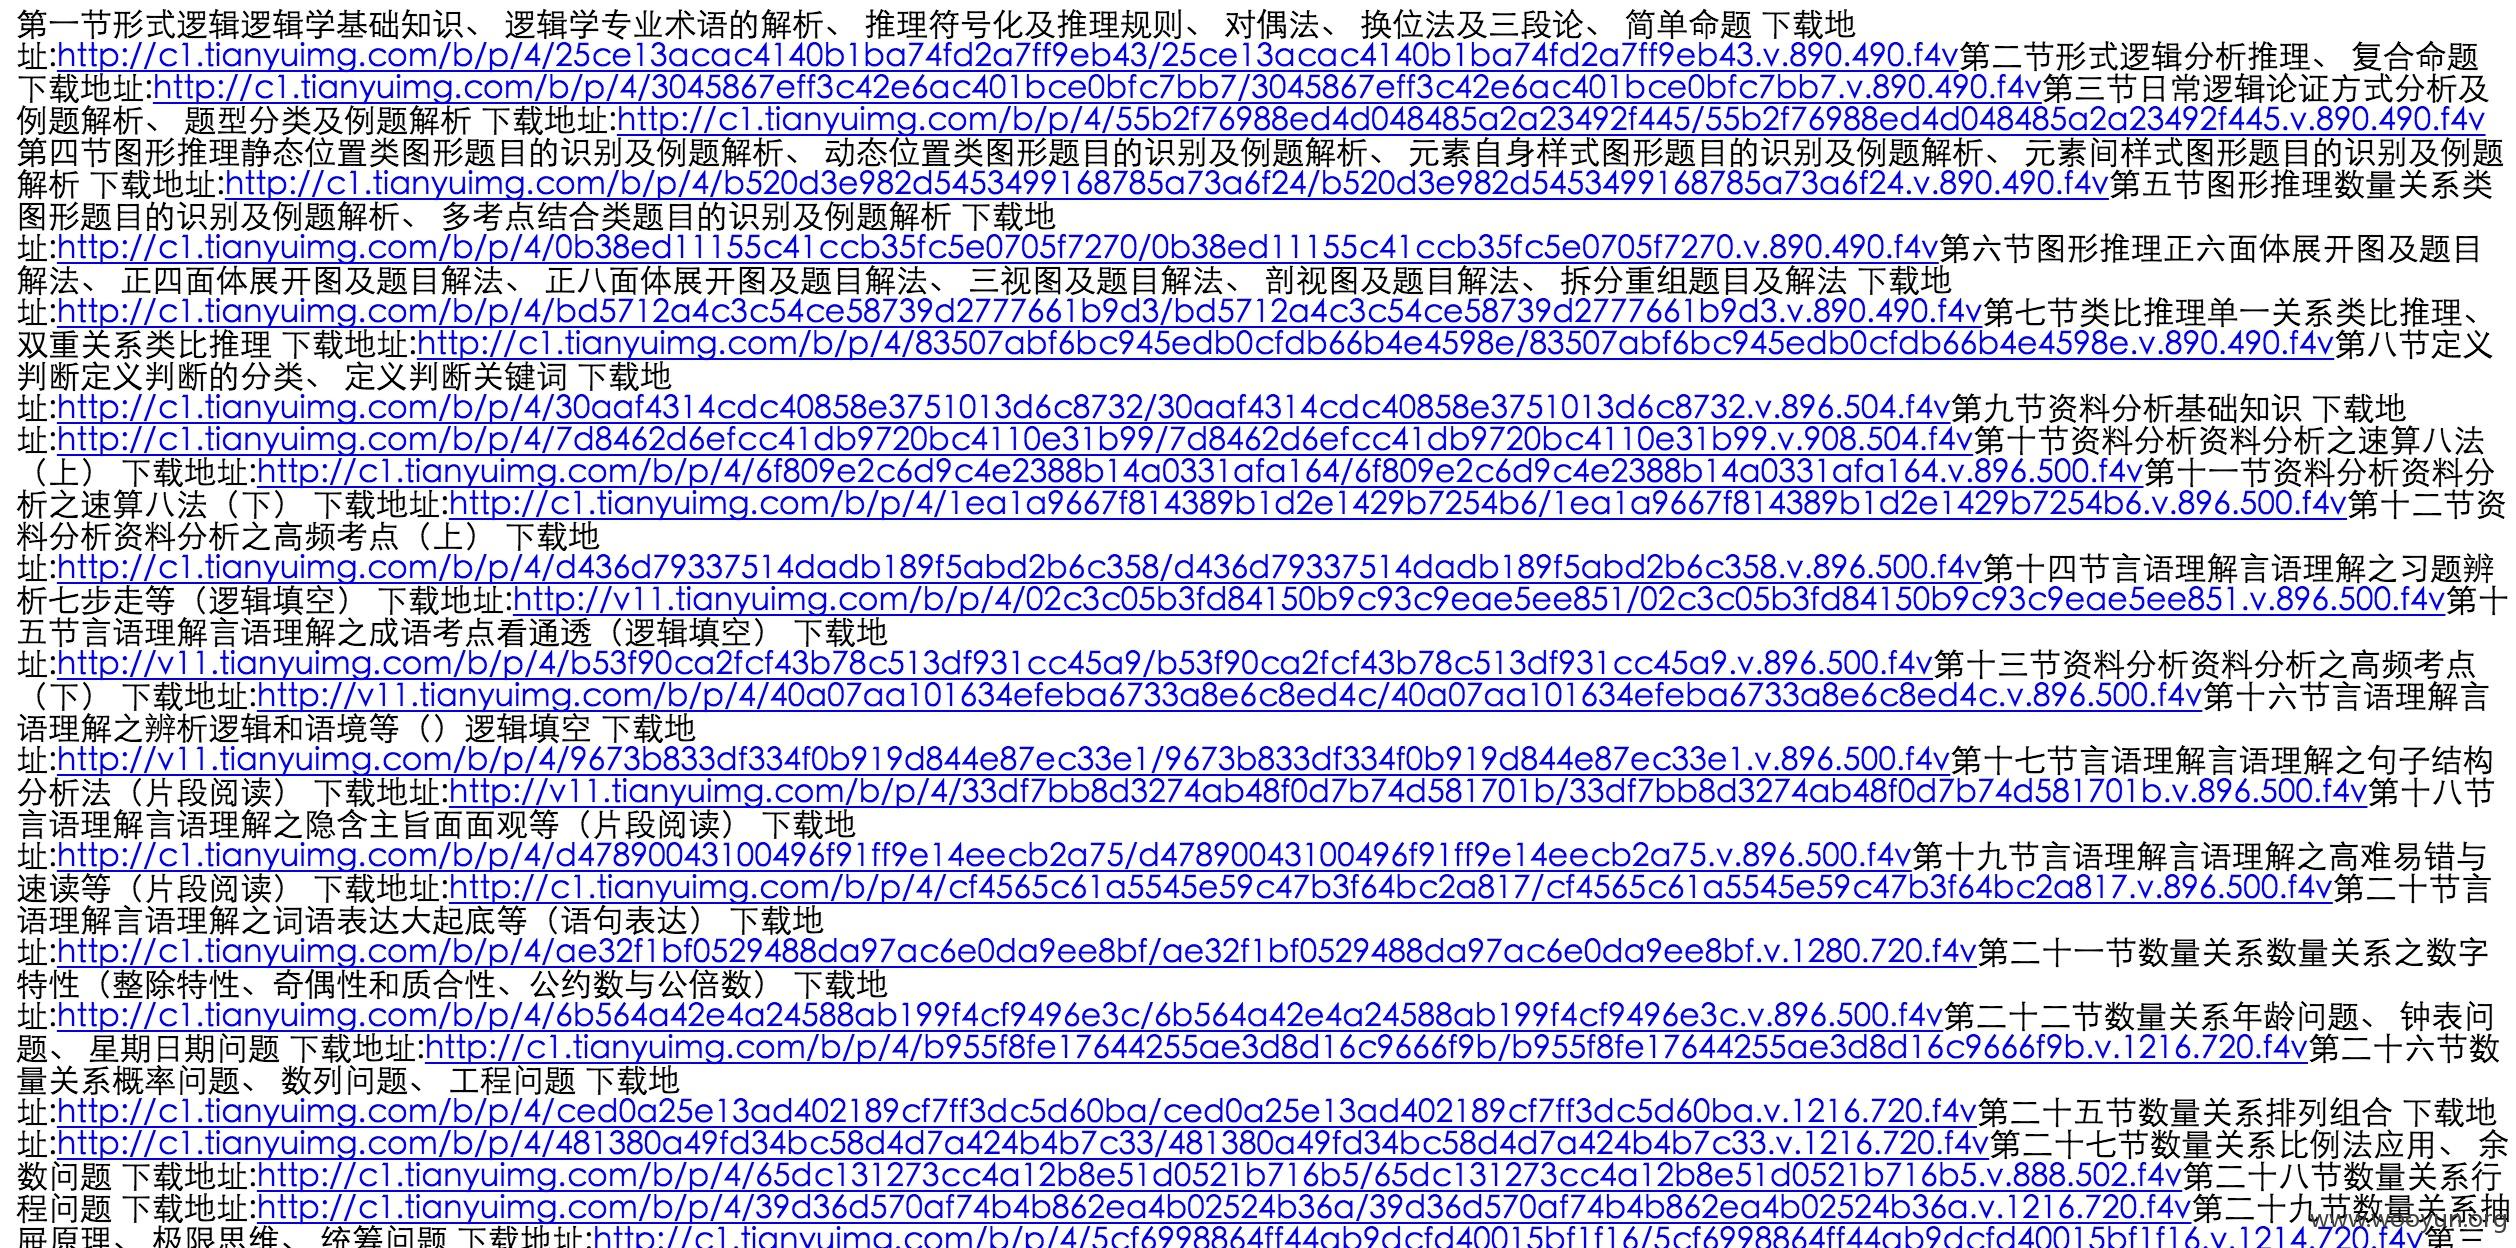 第一节形式逻辑逻辑学基础知识、 逻辑学专业术语的解析、 推理符号化及推理规则、 对偶法、 换位法及三段论、 简单命题 下载地
址:http://c1.tianyuimg.com/b/p/4/25ce13acac4140b1ba74fd2a7ff9eb43/25ce13acac4140b1ba74fd2a7ff9eb43.v.890.490.f4v第二节形式逻辑分析推理、 复合命题
下载地址:http://c1.tianyuimg.com/b/p/4/3045867eff3c42e6ac401bce0bfc7bb7/3045867eff3c42e6ac401bce0bfc7bb7.v.890.490.f4v第三节日常逻辑论证方式分析及
例题解析、 题型分类及例题解析 下载地址:http://c1.tianyuimg.com/b/p/4/55b2f76988ed4d048485a2a23492f445/55b2f76988ed4d048485a2a23492f445.v.890.490.f4v
第四节图形推理静态位置类图形题目的识别及例题解析、 动态位置类图形题目的识别及例题解析、 元素自身样式图形题目的识别及例题解析、 元素间样式图形题目的识别及例题
解析 下载地址:http://c1.tianyuimg.com/b/p/4/b520d3e982d5453499168785a73a6f24/b520d3e982d5453499168785a73a6f24.v.890.490.f4v第五节图形推理数量关系类
图形题目的识别及例题解析、 多考点结合类题目的识别及例题解析 下载地
址:http://c1.tianyuimg.com/b/p/4/0b38ed11155c41ccb35fc5e0705f7270/0b38ed11155c41ccb35fc5e0705f7270.v.890.490.f4v第六节图形推理正六面体展开图及题目
解法、 正四面体展开图及题目解法、 正八面体展开图及题目解法、 三视图及题目解法、 剖视图及题目解法、 拆分重组题目及解法 下载地
址:http://c1.tianyuimg.com/b/p/4/bd5712a4c3c54ce58739d2777661b9d3/bd5712a4c3c54ce58739d2777661b9d3.v.890.490.f4v第七节类比推理单一关系类比推理、
双重关系类比推理 下载地址:http://c1.tianyuimg.com/b/p/4/83507abf6bc945edb0cfdb66b4e4598e/83507abf6bc945edb0cfdb66b4e4598e.v.890.490.f4v第八节定义
判断定义判断的分类、 定义判断关键词 下载地
址:http://c1.tianyuimg.com/b/p/4/30aaf4314cdc40858e3751013d6c8732/30aaf4314cdc40858e3751013d6c8732.v.896.504.f4v第九节资料分析基础知识 下载地
址:http://c1.tianyuimg.com/b/p/4/7d8462d6efcc41db9720bc4110e31b99/7d8462d6efcc41db9720bc4110e31b99.v.908.504.f4v第十节资料分析资料分析之速算八法
（上） 下载地址:http://c1.tianyuimg.com/b/p/4/6f809e2c6d9c4e2388b14a0331afa164/6f809e2c6d9c4e2388b14a0331afa164.v.896.500.f4v第十一节资料分析资料分
析之速算八法（下） 下载地址:http://c1.tianyuimg.com/b/p/4/1ea1a9667f814389b1d2e1429b7254b6/1ea1a9667f814389b1d2e1429b7254b6.v.896.500.f4v第十二节资
料分析资料分析之高频考点（上） 下载地
址:http://c1.tianyuimg.com/b/p/4/d436d79337514dadb189f5abd2b6c358/d436d79337514dadb189f5abd2b6c358.v.896.500.f4v第十四节言语理解言语理解之习题辨
析七步走等（逻辑填空） 下载地址:http://v11.tianyuimg.com/b/p/4/02c3c05b3fd84150b9c93c9eae5ee851/02c3c05b3fd84150b9c93c9eae5ee851.v.896.500.f4v第十
五节言语理解言语理解之成语考点看通透（逻辑填空） 下载地
址:http://v11.tianyuimg.com/b/p/4/b53f90ca2fcf43b78c513df931cc45a9/b53f90ca2fcf43b78c513df931cc45a9.v.896.500.f4v第十三节资料分析资料分析之高频考点
（下） 下载地址:http://v11.tianyuimg.com/b/p/4/40a07aa101634efeba6733a8e6c8ed4c/40a07aa101634efeba6733a8e6c8ed4c.v.896.500.f4v第十六节言语理解言
语理解之辨析逻辑和语境等（）逻辑填空 下载地
址:http://v11.tianyuimg.com/b/p/4/9673b833df334f0b919d844e87ec33e1/9673b833df334f0b919d844e87ec33e1.v.896.500.f4v第十七节言语理解言语理解之句子结构
分析法（片段阅读） 下载地址:http://v11.tianyuimg.com/b/p/4/33df7bb8d3274ab48f0d7b74d581701b/33df7bb8d3274ab48f0d7b74d581701b.v.896.500.f4v第十八节
言语理解言语理解之隐含主旨面面观等（片段阅读） 下载地
址:http://c1.tianyuimg.com/b/p/4/d47890043100496f91ff9e14eecb2a75/d47890043100496f91ff9e14eecb2a75.v.896.500.f4v第十九节言语理解言语理解之高难易错与
速读等（片段阅读） 下载地址:http://c1.tianyuimg.com/b/p/4/cf4565c61a5545e59c47b3f64bc2a817/cf4565c61a5545e59c47b3f64bc2a817.v.896.500.f4v第二十节言
语理解言语理解之词语表达大起底等（语句表达） 下载地
址:http://c1.tianyuimg.com/b/p/4/ae32f1bf0529488da97ac6e0da9ee8bf/ae32f1bf0529488da97ac6e0da9ee8bf.v.1280.720.f4v第二十一节数量关系数量关系之数字
特性（整除特性、奇偶性和质合性、公约数与公倍数） 下载地
址:http://c1.tianyuimg.com/b/p/4/6b564a42e4a24588ab199f4cf9496e3c/6b564a42e4a24588ab199f4cf9496e3c.v.896.500.f4v第二十二节数量关系年龄问题、 钟表问
题、 星期日期问题 下载地址:http://c1.tianyuimg.com/b/p/4/b955f8fe17644255ae3d8d16c9666f9b/b955f8fe17644255ae3d8d16c9666f9b.v.1216.720.f4v第二十六节数
量关系概率问题、 数列问题、 工程问题 下载地
址:http://c1.tianyuimg.com/b/p/4/ced0a25e13ad402189cf7ff3dc5d60ba/ced0a25e13ad402189cf7ff3dc5d60ba.v.1216.720.f4v第二十五节数量关系排列组合 下载地
址:http://c1.tianyuimg.com/b/p/4/481380a49fd34bc58d4d7a424b4b7c33/481380a49fd34bc58d4d7a424b4b7c33.v.1216.720.f4v第二十七节数量关系比例法应用、 余
数问题 下载地址:http://c1.tianyuimg.com/b/p/4/65dc131273cc4a12b8e51d0521b716b5/65dc131273cc4a12b8e51d0521b716b5.v.888.502.f4v第二十八节数量关系行
程问题 下载地址:http://c1.tianyuimg.com/b/p/4/39d36d570af74b4b862ea4b02524b36a/39d36d570af74b4b862ea4b02524b36a.v.1216.720.f4v第二十九节数量关系抽
屉原理、 极限思维、 统筹问题 下载地址:http://c1.tianyuimg.com/b/p/4/5cf6998864ff44ab9dcfd40015bf1f16/5cf6998864ff44ab9dcfd40015bf1f16.v.1214.720.f4v第三
www.wooyun.org